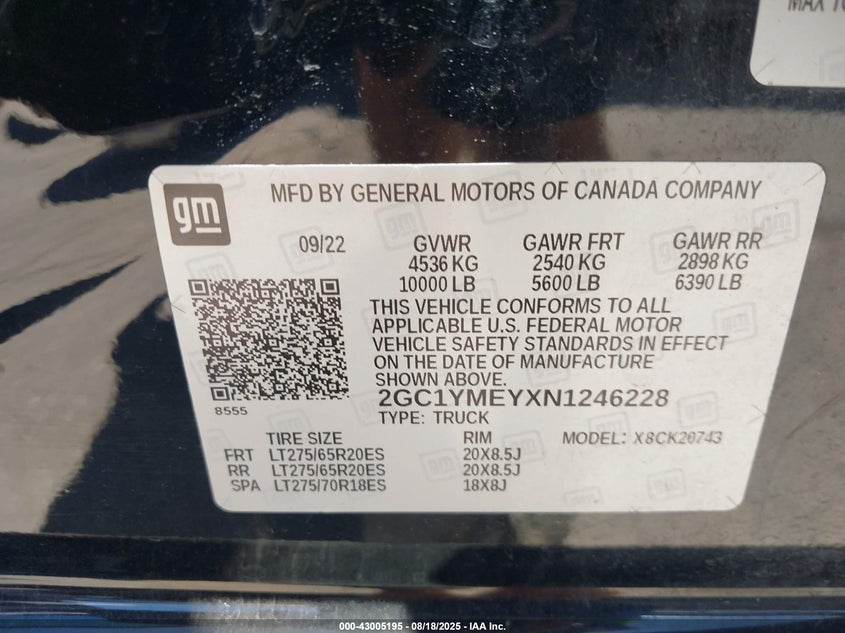 MAX
gm
MFD BY GENERAL MOTORS OF CANADA COMPANY
09/22 GVWR GAWR FRT GAWR RR
4536 KG 2540 KG 2898 KG
10000 LB 5600 LB 6390 LB
THIS VEHICLE CONFORMS TO ALL
APPLICABLE U.S. FEDERAL MOTOR
VEHICLE SAFETY STANDARDS IN EFFECT
ON THE DATE OF MANUFACTURE
SHOWN ABOVE.
8555
2GC1YMEYXN1246228
TYPE: TRUCK
TIRE SIZE RIM MODEL: X8CK20743
FRT LT275/65R20ES 20X8.5J
RR LT275/65R20ES 20X8.5J
SPA LT275/70R18ES 18X8J
000-43005195 - 08/18/2025 - IAA Inc.